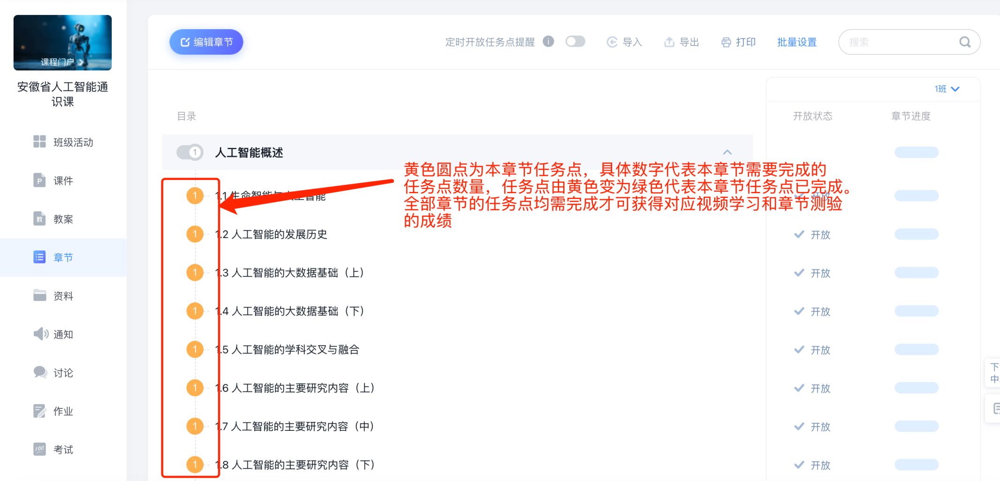 课程门户
安徽省人工智能通
识课
班级活动
P 课件
教 教案
章节
资料
通知
讨论
作业
100 考试
编辑章节
定时开放任务点提醒 i
导入
导出
打印
批量设置
搜索
1班
目录
开放状态
章节进度
1 人工智能概述
黄色圆点为本章节任务点，具体数字代表本章节需要完成的
任务点数量，任务点由黄色变为绿色代表本章节任务点已完成。
全部章节的任务点均需完成才可获得对应视频学习和章节测验
的成绩
1 1.1 生命智能与人工智能 开放
1 1.2 人工智能的发展历史 开放
1 1.3 人工智能的大数据基础（上） 开放
1 1.4 人工智能的大数据基础（下） 开放
1 1.5 人工智能的学科交叉与融合 开放
1 1.6 人工智能的主要研究内容（上） 开放
1 1.7 人工智能的主要研究内容（中） 开放
1 1.8 人工智能的主要研究内容（下） 开放
下
中